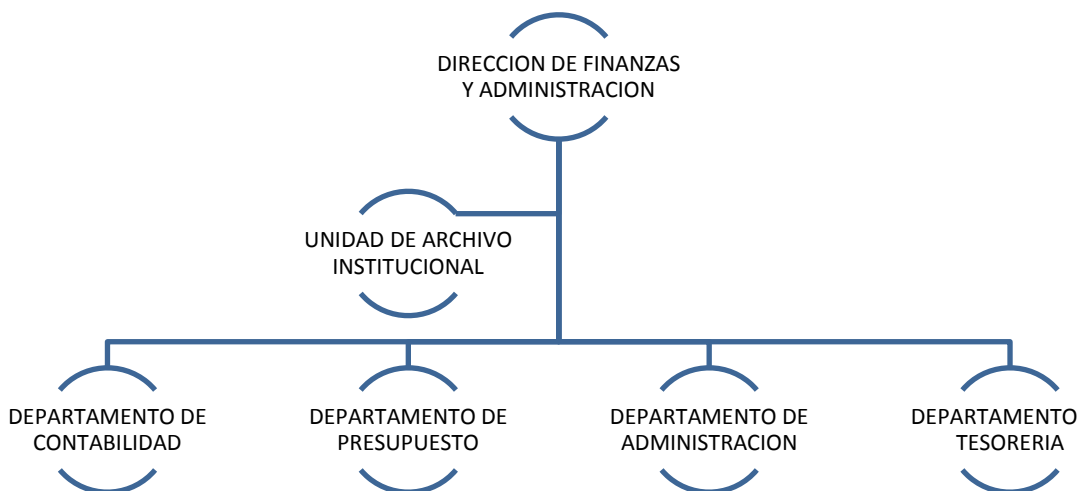 DIRECCION DE FINANZAS
Y ADMINISTRACION
UNIDAD DE ARCHIVO
INSTITUCIONAL
DEPARTAMENTO DE
CONTABILIDAD
DEPARTAMENTO DE
PRESUPUESTO
DEPARTAMENTO DE
ADMINISTRACION
DEPARTAMENTO
TESORERIA